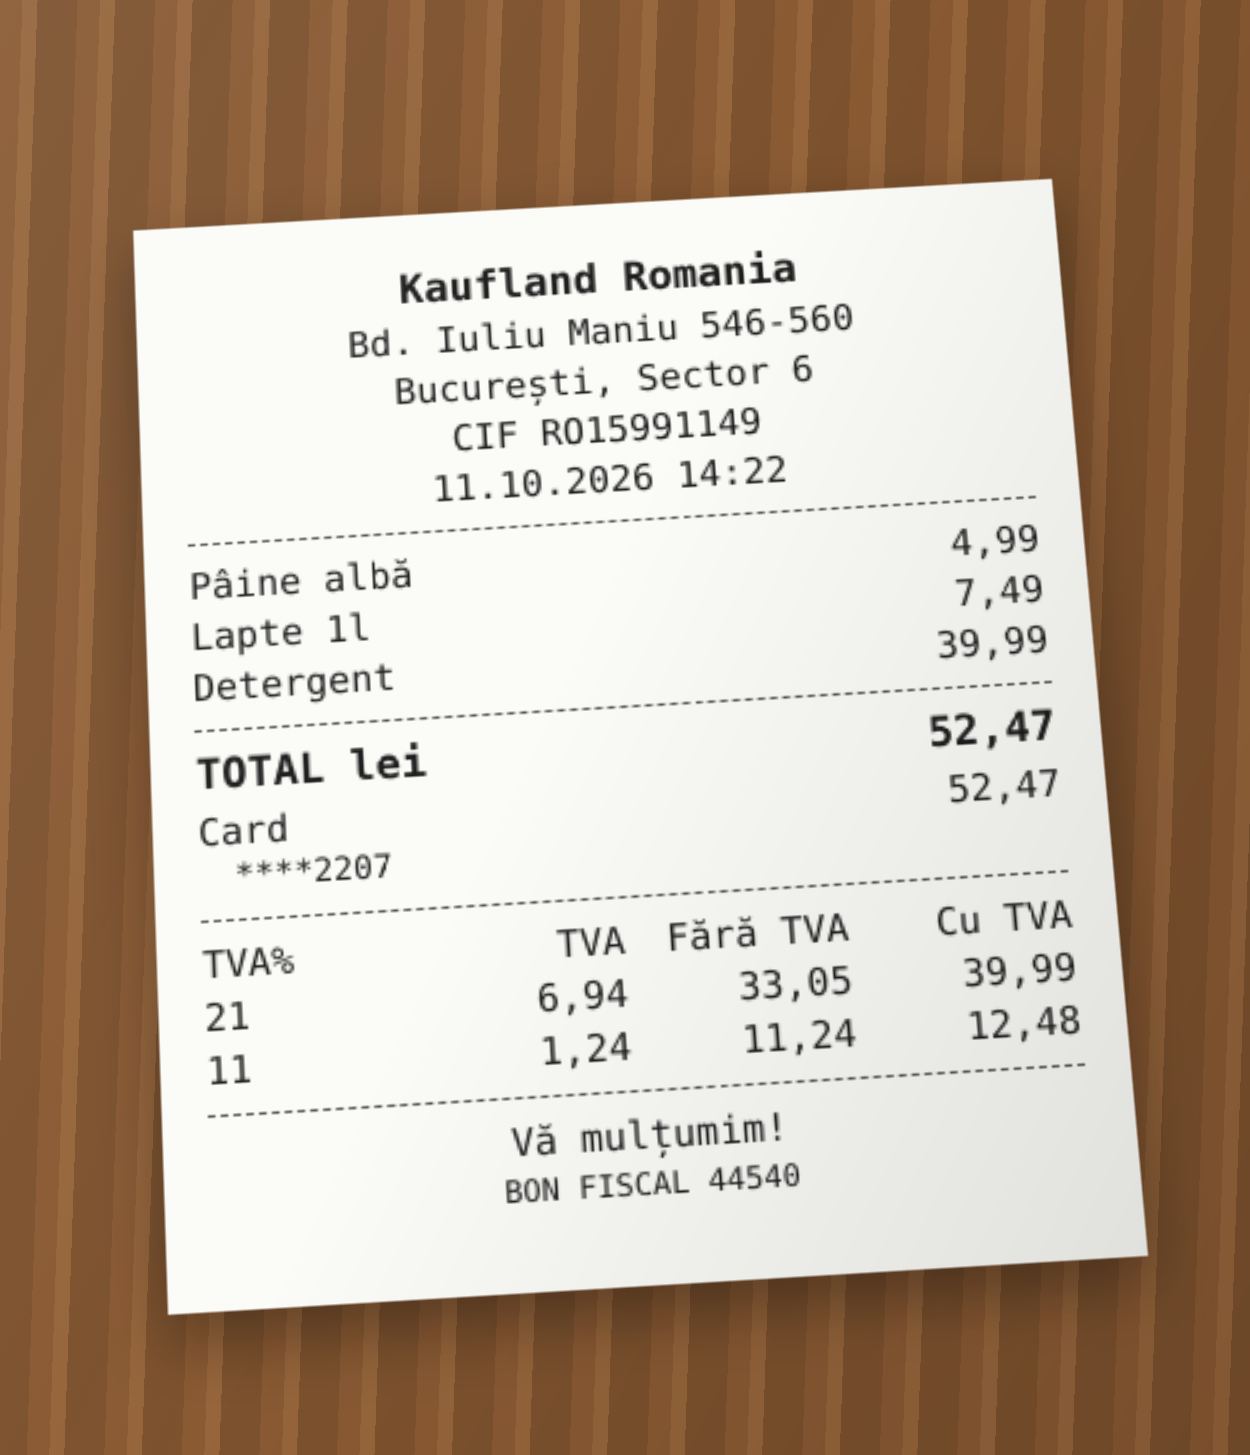 Kaufland Romania
Bd. Iuliu Maniu 546-560
București, Sector 6
CIF RO15991149
11.10.2026 14:22
Pâine albă 4,99
Lapte 1l 7,49
Detergent 39,99
TOTAL lei 52,47
Card 52,47
****2207
TVA% TVA Fără TVA Cu TVA
21 6,94 33,05 39,99
11 1,24 11,24 12,48
Vă mulțumim!
BON FISCAL 44540